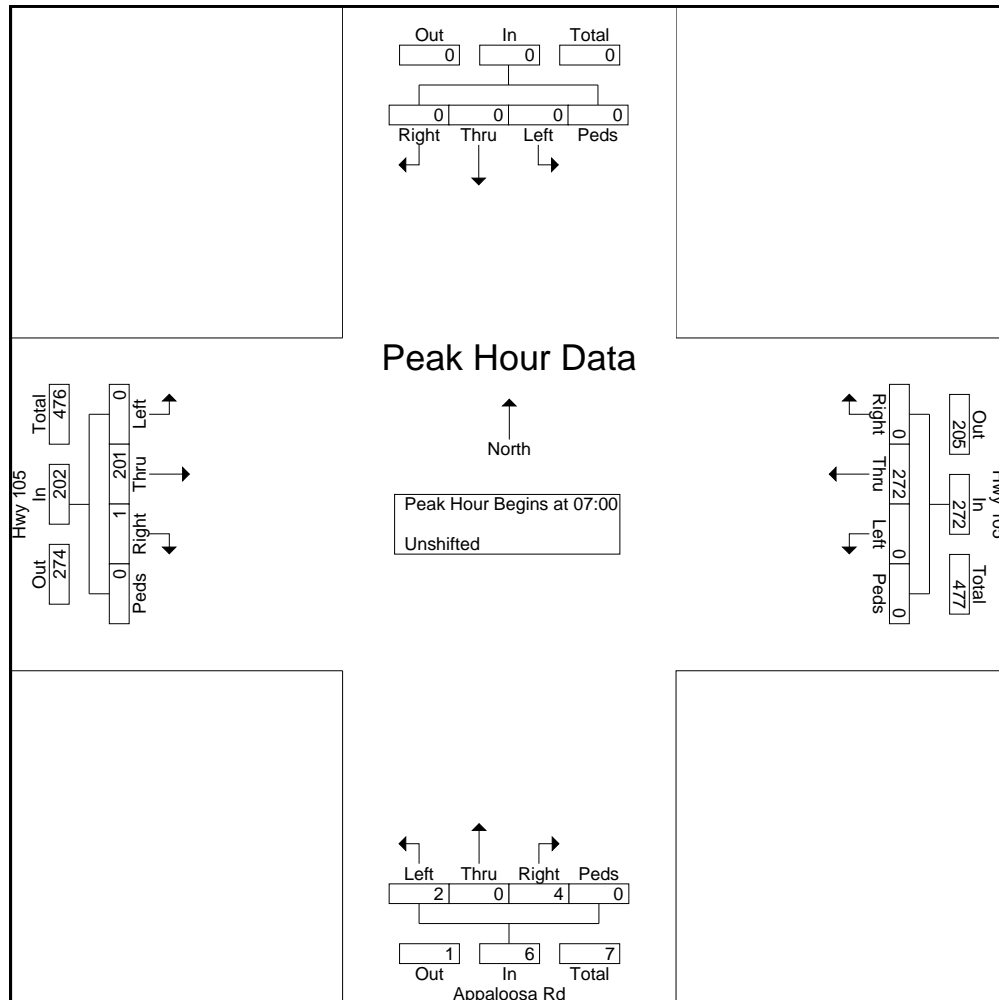 Out In Total
0 0 0
0 0 0 0
Right Thru Left Peds
Peak Hour Data
North
Peak Hour Begins at 07:00
Unshifted
Hwy 105
Total In Out
476 202 274
0 201 1 0
Left Thru Right Peds
Right Thru Left Peds
0 272 0 0
205 272 477
Out In Total
Hwy 105
Left Thru Right Peds
2 0 4 0
1 6 7
Out In Total
Appaloosa Rd